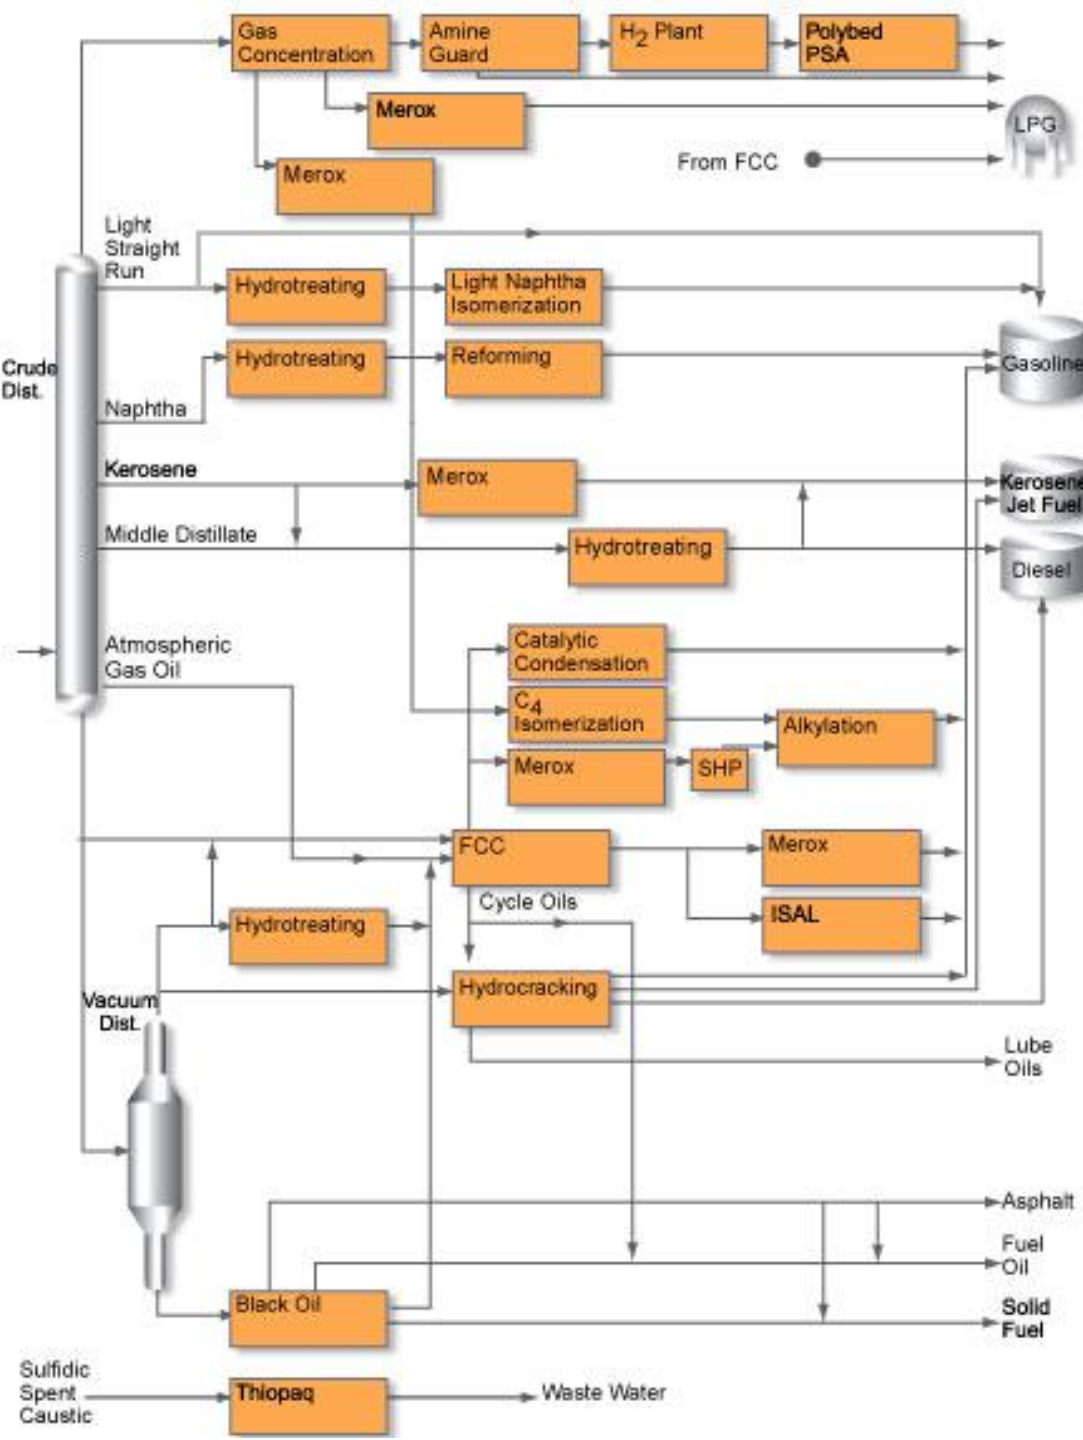 Gas
Concentration
Amine
Guard
H2 Plant
Polybed
PSA
Merox
LPG
From FCC
Merox
Light
Straight
Run
Hydrotreating
Light Naphtha
Isomerization
Crude
Dist.
Hydrotreating
Reforming
Gasoline
Naphtha
Kerosene
Merox
Kerosene
Jet Fuel
Middle Distillate
Hydrotreating
Diesel
Atmospheric
Gas Oil
Catalytic
Condensation
C4
Isomerization
Alkylation
Merox
SHP
FCC
Merox
Cycle Oils
ISAL
Hydrotreating
Vacuum
Dist.
Hydrocracking
Lube
Oils
Asphalt
Fuel
Oil
Black Oil
Solid
Fuel
Sulfidic
Spent
Caustic
Thiopaq
Waste Water